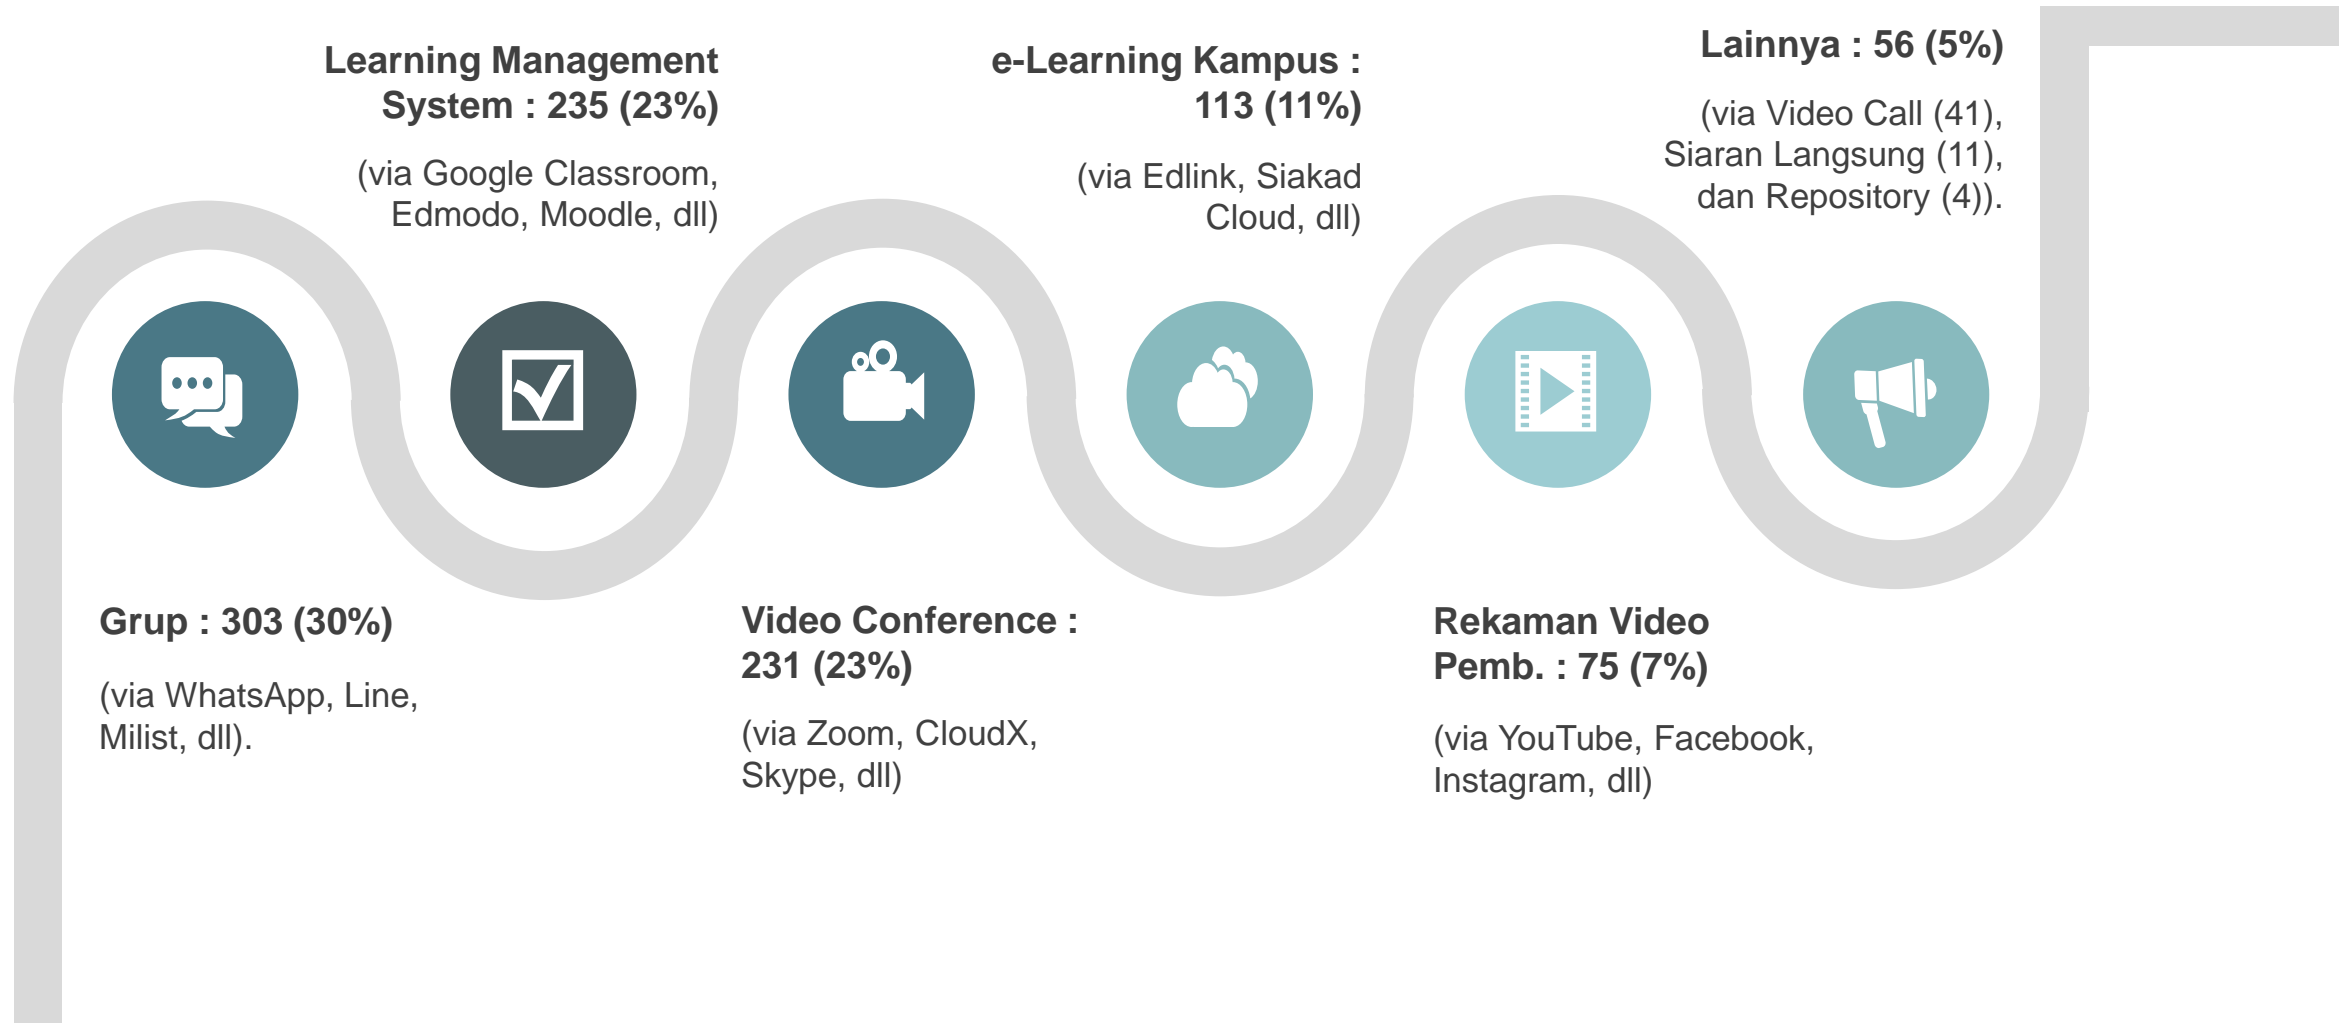 Grup : 303 (30%)
(via WhatsApp, Line,
Milist, dll).
Learning Management
System : 235 (23%)
(via Google Classroom,
Edmodo, Moodle, dll)
Video Conference :
231 (23%)
(via Zoom, CloudX,
Skype, dll)
e-Learning Kampus :
113 (11%)
(via Edlink, Siakad
Cloud, dll)
Rekaman Video
Pemb. : 75 (7%)
(via YouTube, Facebook,
Instagram, dll)
Lainnya : 56 (5%)
(via Video Call (41),
Siaran Langsung (11),
dan Repository (4)).